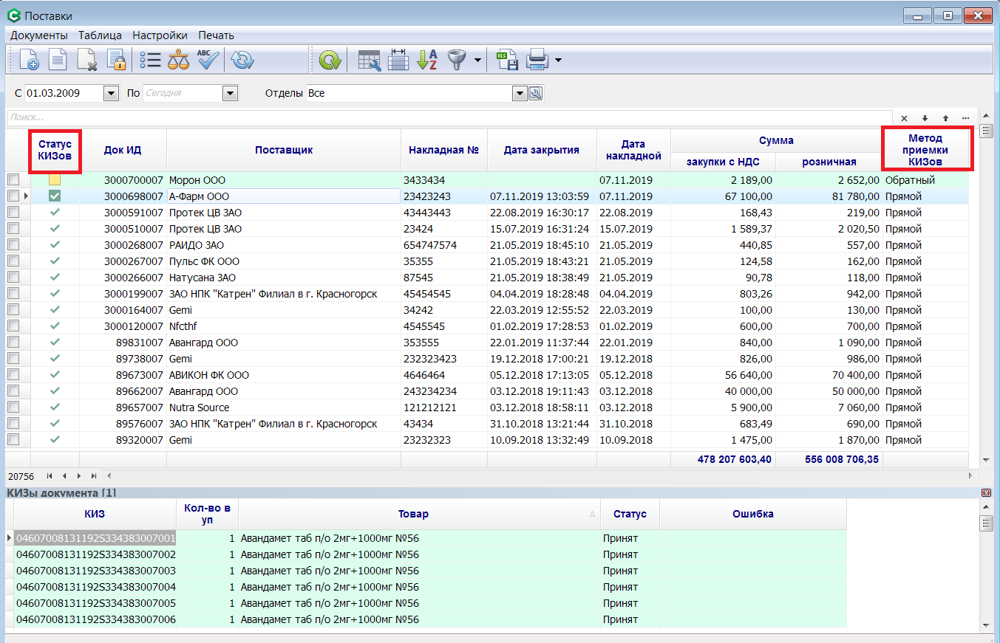 Поставки
Документы Таблица Настройки Печать
ABC A Z XLS
С 01.03.2009 По Сегодня Отделы Все
Поиск...
Статус КИЗов Док ИД Поставщик Накладная № Дата закрытия Дата накладной Сумма закупки с НДС розничная Метод приемки КИЗов
3000700007 Морон ООО 3433434 07.11.2019 2 189,00 2 652,00 Обратный
3000698007 А-Фарм ООО 23423243 07.11.2019 13:03:59 07.11.2019 67 100,00 81 780,00 Прямой
3000591007 Протек ЦВ ЗАО 43443443 22.08.2019 16:30:17 22.08.2019 168,43 219,00 Прямой
3000510007 Протек ЦВ ЗАО 23424 15.07.2019 16:31:24 15.07.2019 1 589,37 2 020,50 Прямой
3000268007 РАИДО ЗАО 654747574 21.05.2019 18:45:10 21.05.2019 440,85 557,00 Прямой
3000267007 Пульс ФК ООО 35355 21.05.2019 18:43:21 21.05.2019 124,58 162,00 Прямой
3000266007 Натусана ЗАО 87545 21.05.2019 18:38:49 21.05.2019 90,78 118,00 Прямой
3000199007 ЗАО НПК "Катрен" Филиал в г. Красногорск 45454545 04.04.2019 18:28:48 04.04.2019 803,26 942,00 Прямой
3000164007 Gemi 34242 22.03.2019 12:55:52 22.03.2019 100,00 130,00 Прямой
3000120007 Nfcthf 4545545 01.02.2019 17:28:53 01.02.2019 600,00 700,00 Прямой
89831007 Авангард ООО 353555 22.01.2019 11:37:44 22.01.2019 840,00 1 090,00 Прямой
89738007 Gemi 232323423 19.12.2018 17:00:21 19.12.2018 826,00 986,00 Прямой
89673007 АВИКОН ФК ООО 4646464 05.12.2018 17:13:05 05.12.2018 56 640,00 70 400,00 Прямой
89662007 Авангард ООО 243234234 03.12.2018 19:11:43 03.12.2018 40 000,00 50 000,00 Прямой
89657007 Nutra Source 121212121 03.12.2018 18:58:11 03.12.2018 5 900,00 7 060,00 Прямой
89576007 ЗАО НПК "Катрен" Филиал в г. Красногорск 43434 31.10.2018 13:21:44 31.10.2018 683,49 690,00 Прямой
89320007 Gemi 23232323 10.09.2018 13:32:49 10.09.2018 1 475,00 1 870,00 Прямой
478 207 603,40 556 008 706,35
20756
КИЗы документа [1]
КИЗ Кол-во в уп Товар Статус Ошибка
04607008131192S334383007001 1 Авандамет таб п/о 2мг+1000мг №56 Принят
04607008131192S334383007002 1 Авандамет таб п/о 2мг+1000мг №56 Принят
04607008131192S334383007003 1 Авандамет таб п/о 2мг+1000мг №56 Принят
04607008131192S334383007004 1 Авандамет таб п/о 2мг+1000мг №56 Принят
04607008131192S334383007005 1 Авандамет таб п/о 2мг+1000мг №56 Принят
04607008131192S334383007006 1 Авандамет таб п/о 2мг+1000мг №56 Принят